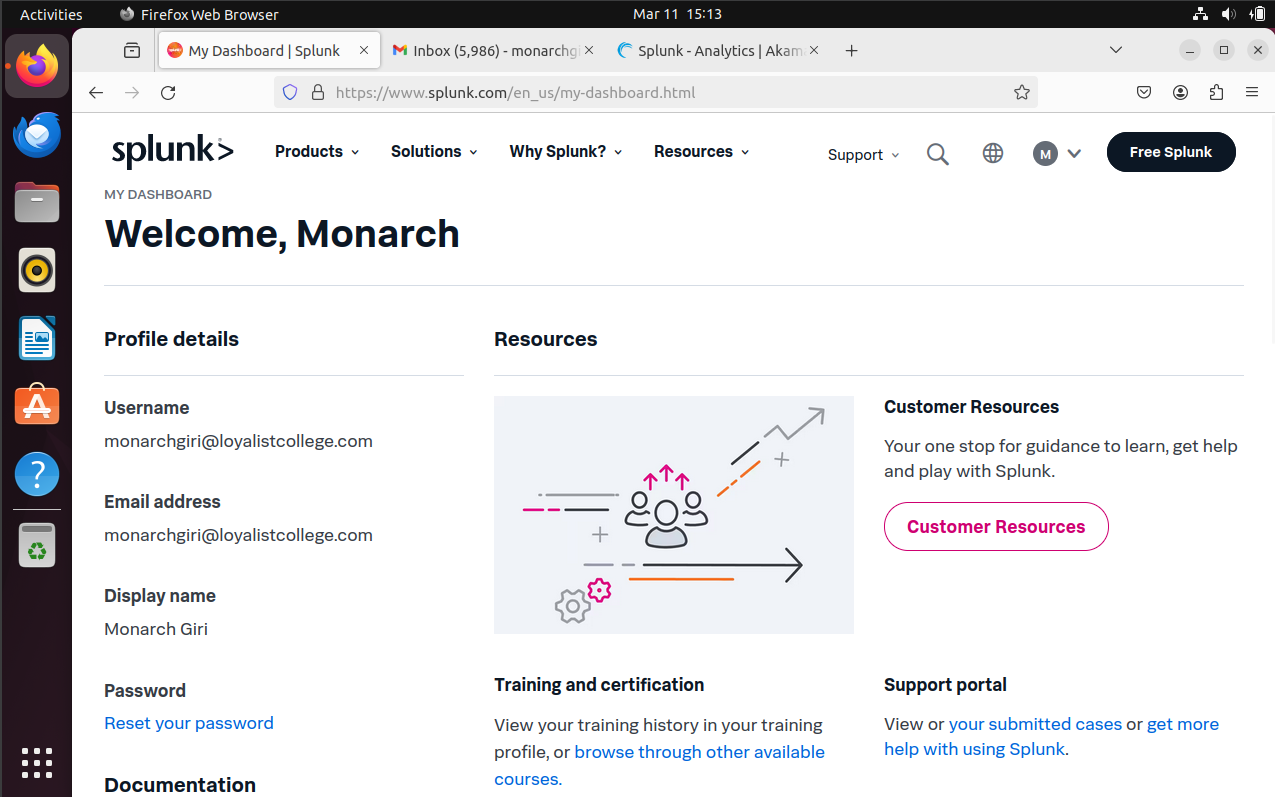 Activities
Firefox Web Browser
Mar 11 15:13
My Dashboard | Splunk
Inbox (5,986) - monarchgi
Splunk - Analytics | Akam
https://www.splunk.com/en_us/my-dashboard.html
splunk>
Products
Solutions
Why Splunk?
Resources
Support
M
Free Splunk
MY DASHBOARD
Welcome, Monarch
Profile details
Username
monarchgiri@loyalistcollege.com
Email address
monarchgiri@loyalistcollege.com
Display name
Monarch Giri
Password
Reset your password
Documentation
Resources
Customer Resources
Your one stop for guidance to learn, get help
and play with Splunk.
Customer Resources
Training and certification
View your training history in your training
profile, or browse through other available
courses.
Support portal
View or your submitted cases or get more
help with using Splunk.